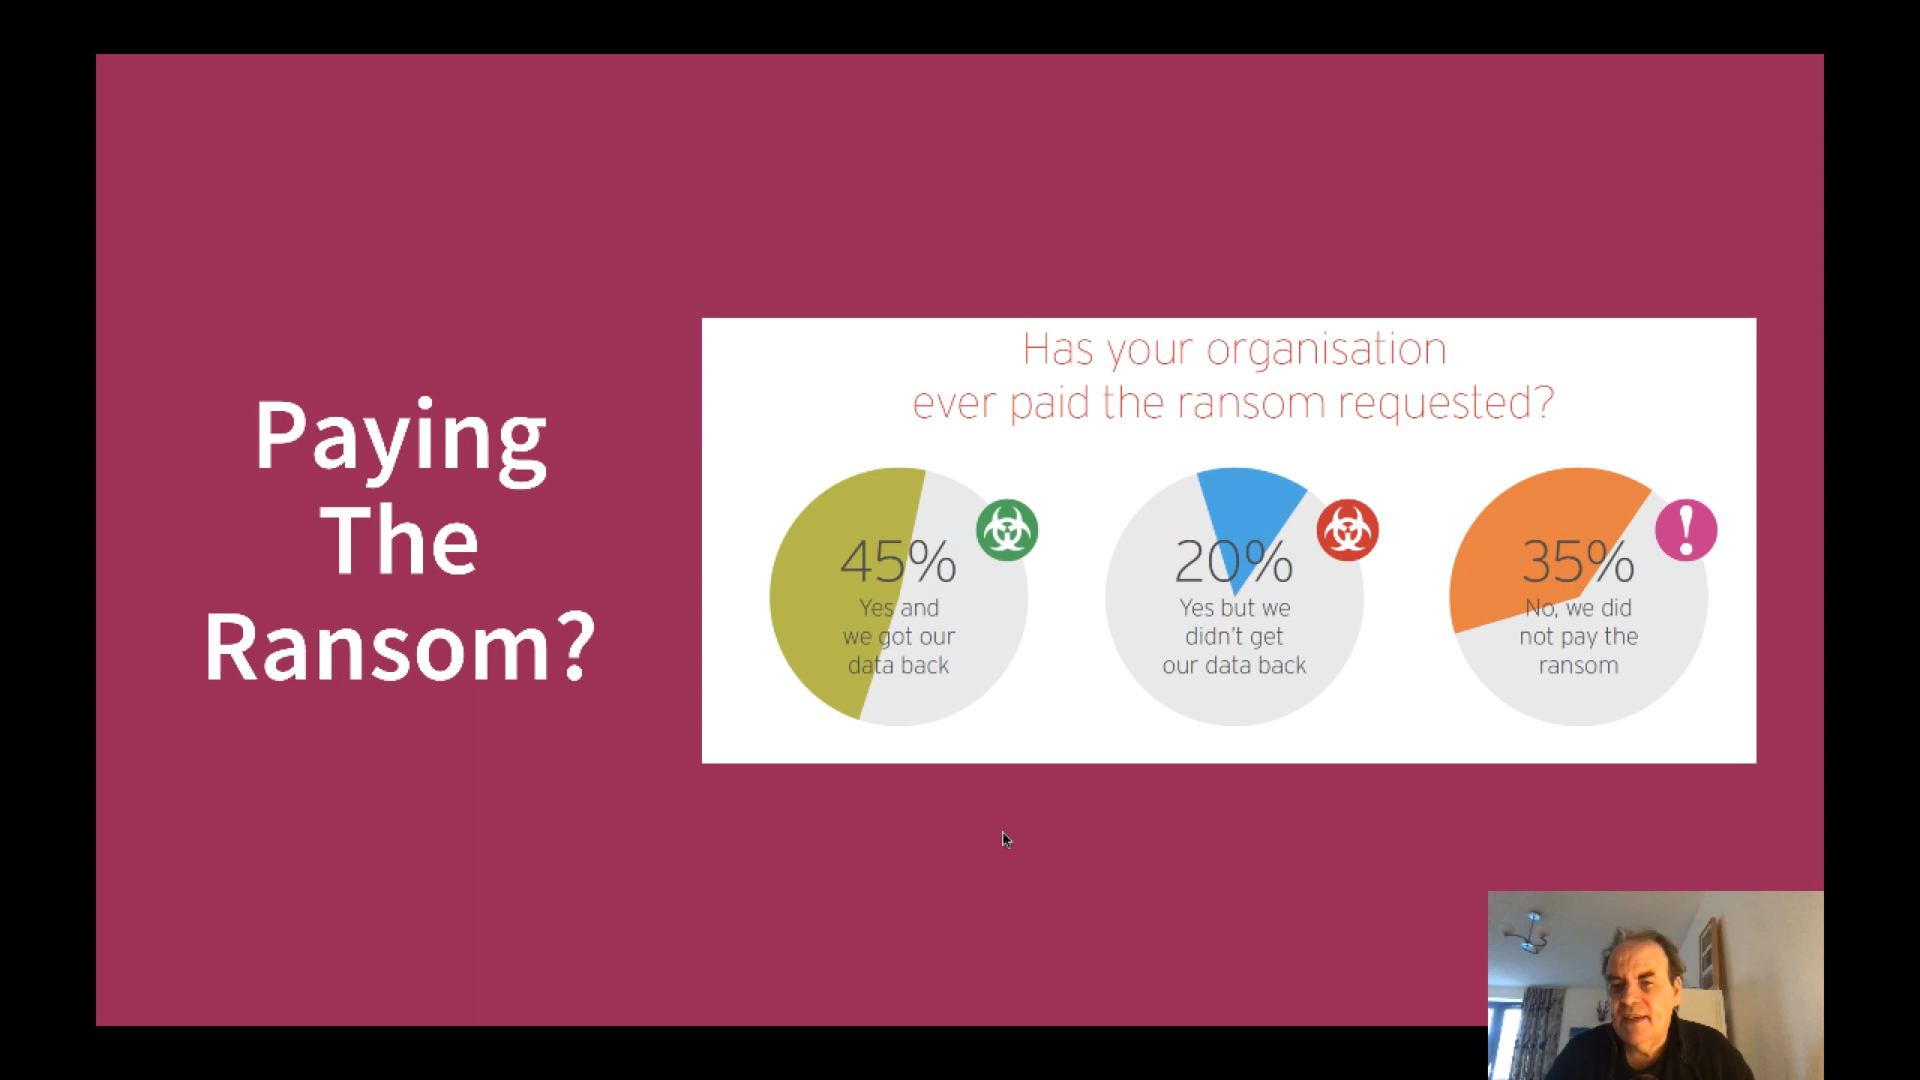 Paying
The
Ransom?
Has your organisation
ever paid the ransom requested?
45%
Yes and
we got our
data back
20%
Yes but we
didn't get
our data back
35%
No, we did
not pay the
ransom